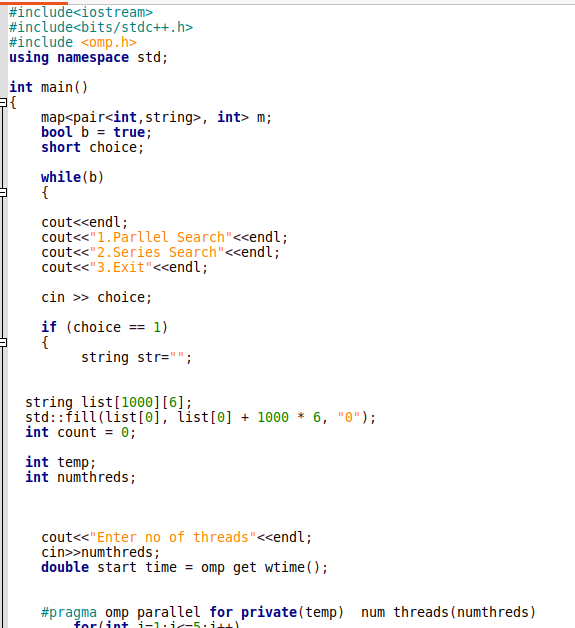 #include<iostream>
#include<bits/stdc++.h>
#include <omp.h>
using namespace std;
int main()
{
map<pair<int,string>, int> m;
bool b = true;
short choice;
while(b)
{
cout<<endl;
cout<<"1.Parllel Search"<<endl;
cout<<"2.Series Search"<<endl;
cout<<"3.Exit"<<endl;
cin >> choice;
if (choice == 1)
{
string str="";
string list[1000][6];
std::fill(list[0], list[0] + 1000 * 6, "0");
int count = 0;
int temp;
int numthreds;
cout<<"Enter no of threads"<<endl;
cin>>numthreds;
double start time = omp get wtime();
#pragma omp parallel for private(temp)  num threads(numthreds)
for(int i=1;i<=5;i++)